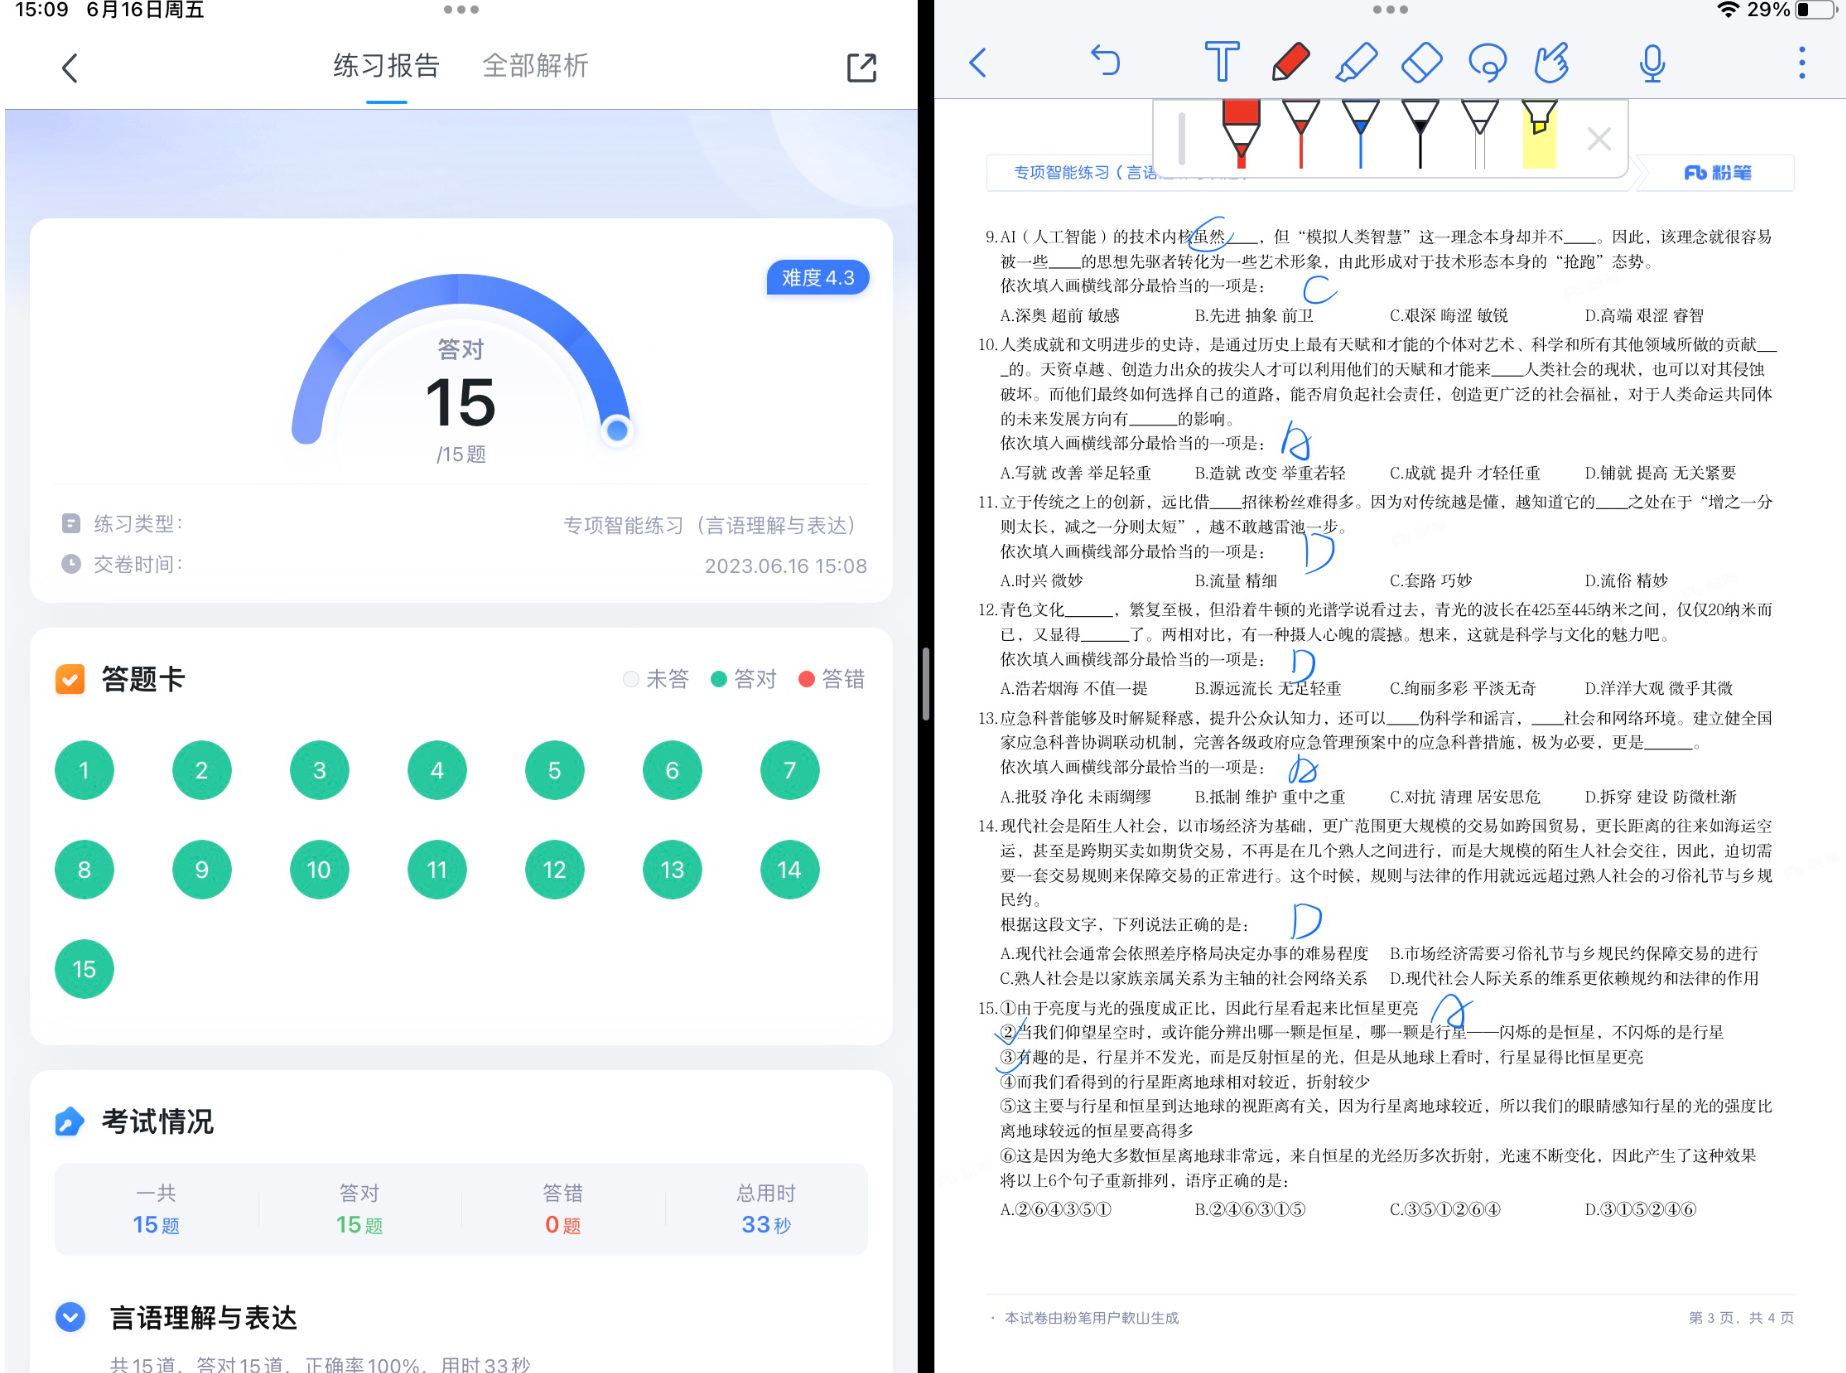 15:09 6月16日周五
练习报告 全部解析
难度4.3
答对
15
/15题
练习类型：
专项智能练习（言语理解与表达）
交卷时间：
2023.06.16 15:08
答题卡
未答 答对 答错
1 2 3 4 5 6 7
8 9 10 11 12 13 14
15
考试情况
一共 答对 答错 总用时
15题 15题 0题 33秒
言语理解与表达
共15道，答对15道，正确率100%，用时33秒
29%
专项智能练习（言语
粉笔
9.AI（人工智能）的技术内核虽然____，但“模拟人类智慧”这一理念本身却并不____。因此，该理念就很容易
被一些____的思想先驱者转化为一些艺术形象，由此形成对于技术形态本身的“抢跑”态势。
C
依次填入画横线部分最恰当的一项是：
C
A.深奥 超前 敏感 B.先进 抽象 前卫 C.艰深 晦涩 敏锐 D.高端 艰涩 睿智
10.人类成就和文明进步的史诗，是通过历史上最有天赋和才能的个体对艺术、科学和所有其他领域所做的贡献__
_的。天资卓越、创造力出众的拔尖人才可以利用他们的天赋和才能来____人类社会的现状，也可以对其侵蚀
破坏。而他们最终如何选择自己的道路，能否肩负起社会责任，创造更广泛的社会福祉，对于人类命运共同体
的未来发展方向有______的影响。
依次填入画横线部分最恰当的一项是：
A
A.写就 改善 举足轻重 B.造就 改变 举重若轻 C.成就 提升 才轻任重 D.铺就 提高 无关紧要
11.立于传统之上的创新，远比借____招徕粉丝难得多。因为对传统越是懂，越知道它的____之处在于“增之一分
则太长，减之一分则太短”，越不敢越雷池一步。
依次填入画横线部分最恰当的一项是：
D
A.时兴 微妙 B.流量 精细 C.套路 巧妙 D.流俗 精妙
12.青色文化______，繁复至极，但沿着牛顿的光谱学说看过去，青光的波长在425至445纳米之间，仅仅20纳米而
已，又显得______了。两相对比，有一种摄人心魄的震撼。想来，这就是科学与文化的魅力吧。
依次填入画横线部分最恰当的一项是：
D
A.浩若烟海 不值一提 B.源远流长 无足轻重 C.绚丽多彩 平淡无奇 D.洋洋大观 微乎其微
13.应急科普能够及时解疑释惑，提升公众认知力，还可以____伪科学和谣言，____社会和网络环境。建立健全国
家应急科普协调联动机制，完善各级政府应急管理预案中的应急科普措施，极为必要，更是______。
依次填入画横线部分最恰当的一项是：
A
A.批驳 净化 未雨绸缪 B.抵制 维护 重中之重 C.对抗 清理 居安思危 D.拆穿 建设 防微杜渐
14.现代社会是陌生人社会，以市场经济为基础，更广范围更大规模的交易如跨国贸易，更长距离的往来如海运空
运，甚至是跨期买卖如期货交易，不再是在几个熟人之间进行，而是大规模的陌生人社会交往，因此，迫切需
要一套交易规则来保障交易的正常进行。这个时候，规则与法律的作用就远远超过熟人社会的习俗礼节与乡规
民约。
根据这段文字，下列说法正确的是：
D
A.现代社会通常会依照差序格局决定办事的难易程度 B.市场经济需要习俗礼节与乡规民约保障交易的进行
C.熟人社会是以家族亲属关系为主轴的社会网络关系 D.现代社会人际关系的维系更依赖规约和法律的作用
15.①由于亮度与光的强度成正比，因此行星看起来比恒星更亮
A
②当我们仰望星空时，或许能分辨出哪一颗是恒星，哪一颗是行星——闪烁的是恒星，不闪烁的是行星
③有趣的是，行星并不发光，而是反射恒星的光，但是从地球上看时，行星显得比恒星更亮
④而我们看得到的行星距离地球相对较近，折射较少
⑤这主要与行星和恒星到达地球的视距离有关，因为行星离地球较近，所以我们的眼睛感知行星的光的强度比
离地球较远的恒星要高得多
⑥这是因为绝大多数恒星离地球非常远，来自恒星的光经历多次折射，光速不断变化，因此产生了这种效果
将以上6个句子重新排列，语序正确的是：
A.②⑥④③⑤① B.②④⑥③①⑤ C.③⑤①②⑥④ D.③①⑤②④⑥
· 本试卷由粉笔用户軟山生成
第 3 页，共 4 页